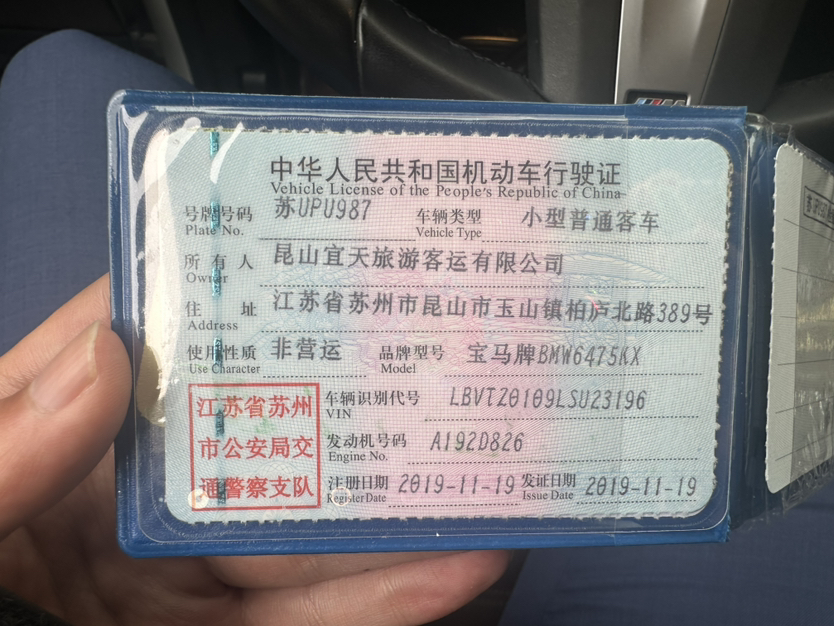 中华人民共和国机动车行驶证
Vehicle License of the People's Republic of China
号牌号码 苏UPU987 车辆类型 小型普通客车
Plate No. Vehicle Type
所有人 昆山宜天旅游客运有限公司
Owner
住址 江苏省苏州市昆山市玉山镇柏庐北路389号
Address
使用性质 非营运 品牌型号 宝马牌BMW6475KX
Use Character Model
江苏省苏州
市公安局交
通警察支队
车辆识别代号 LBVTZ0109LSU23196
VIN
发动机号码 A192D826
Engine No.
注册日期 2019-11-19 发证日期 2019-11-19
Register Date Issue Date